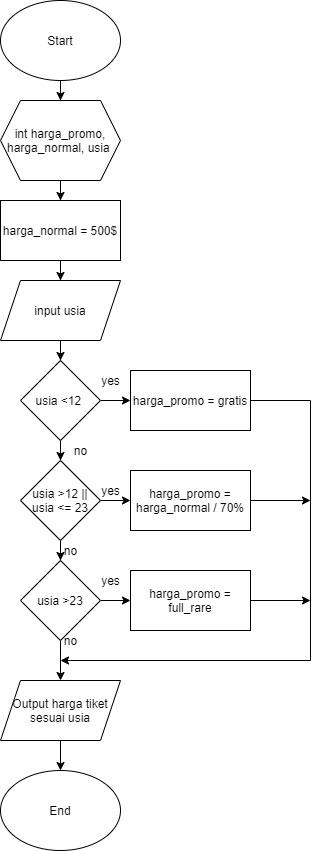 Start
int harga_promo,
harga_normal, usia
harga_normal = 500$
input usia
usia <12
yes
harga_promo = gratis
no
usia >12 ||
usia <= 23
yes
harga_promo =
harga_normal / 70%
no
usia >23
yes
harga_promo =
full_rare
no
Output harga tiket
sesuai usia
End